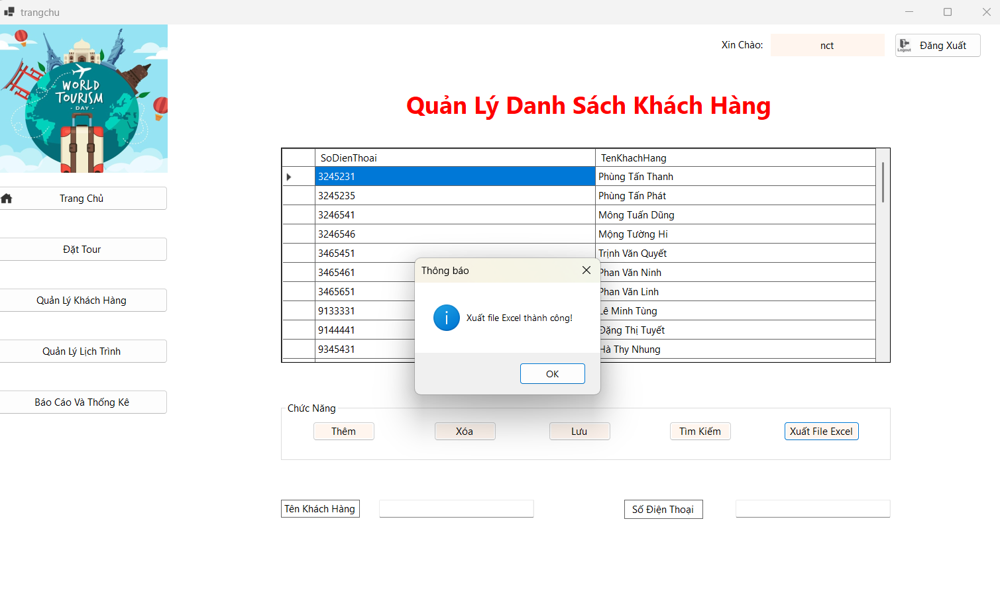 trangchu
Xin Chào:
nct
Logout
Đăng Xuất
WORLD
TOURISM
- DAY -
Quản Lý Danh Sách Khách Hàng
Trang Chủ
Đặt Tour
Quản Lý Khách Hàng
Quản Lý Lịch Trình
Báo Cáo Và Thống Kê
SoDienThoai TenKhachHang
3245231 Phùng Tấn Thanh
3245235 Phùng Tấn Phát
3246541 Mông Tuấn Dũng
3246546 Mộng Tường Hi
3465451 Trịnh Văn Quyết
3465461 Phan Văn Ninh
3465651 Phan Văn Linh
9133331 Lê Minh Tùng
9144441 Đặng Thị Tuyết
9345431 Hà Thy Nhung
Thông báo
i
Xuất file Excel thành công!
OK
Chức Năng
Thêm
Xóa
Lưu
Tìm Kiếm
Xuất File Excel
Tên Khách Hàng
Số Điện Thoại